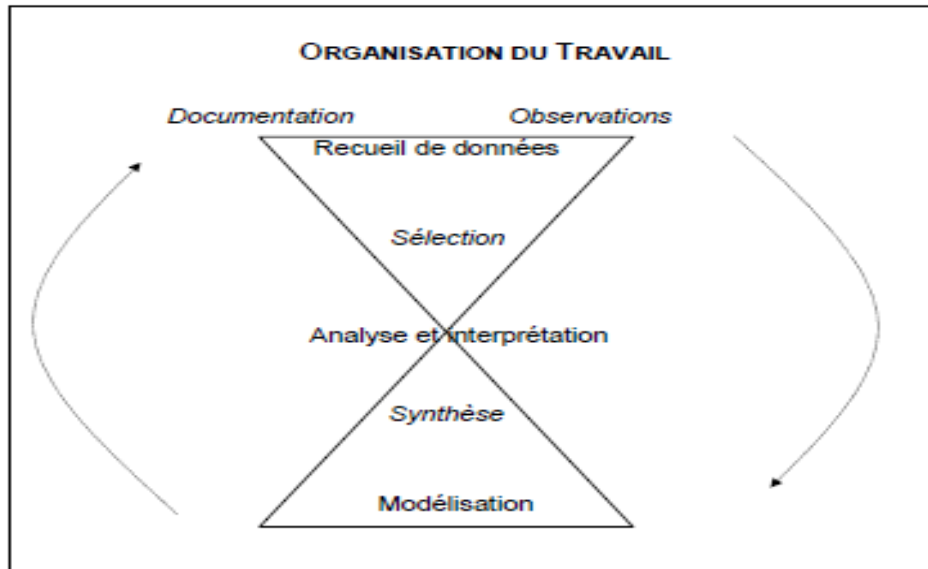 ORGANISATION DU TRAVAIL
Documentation Observations
Recueil de données
Sélection
Analyse et interprétation
Synthèse
Modélisation